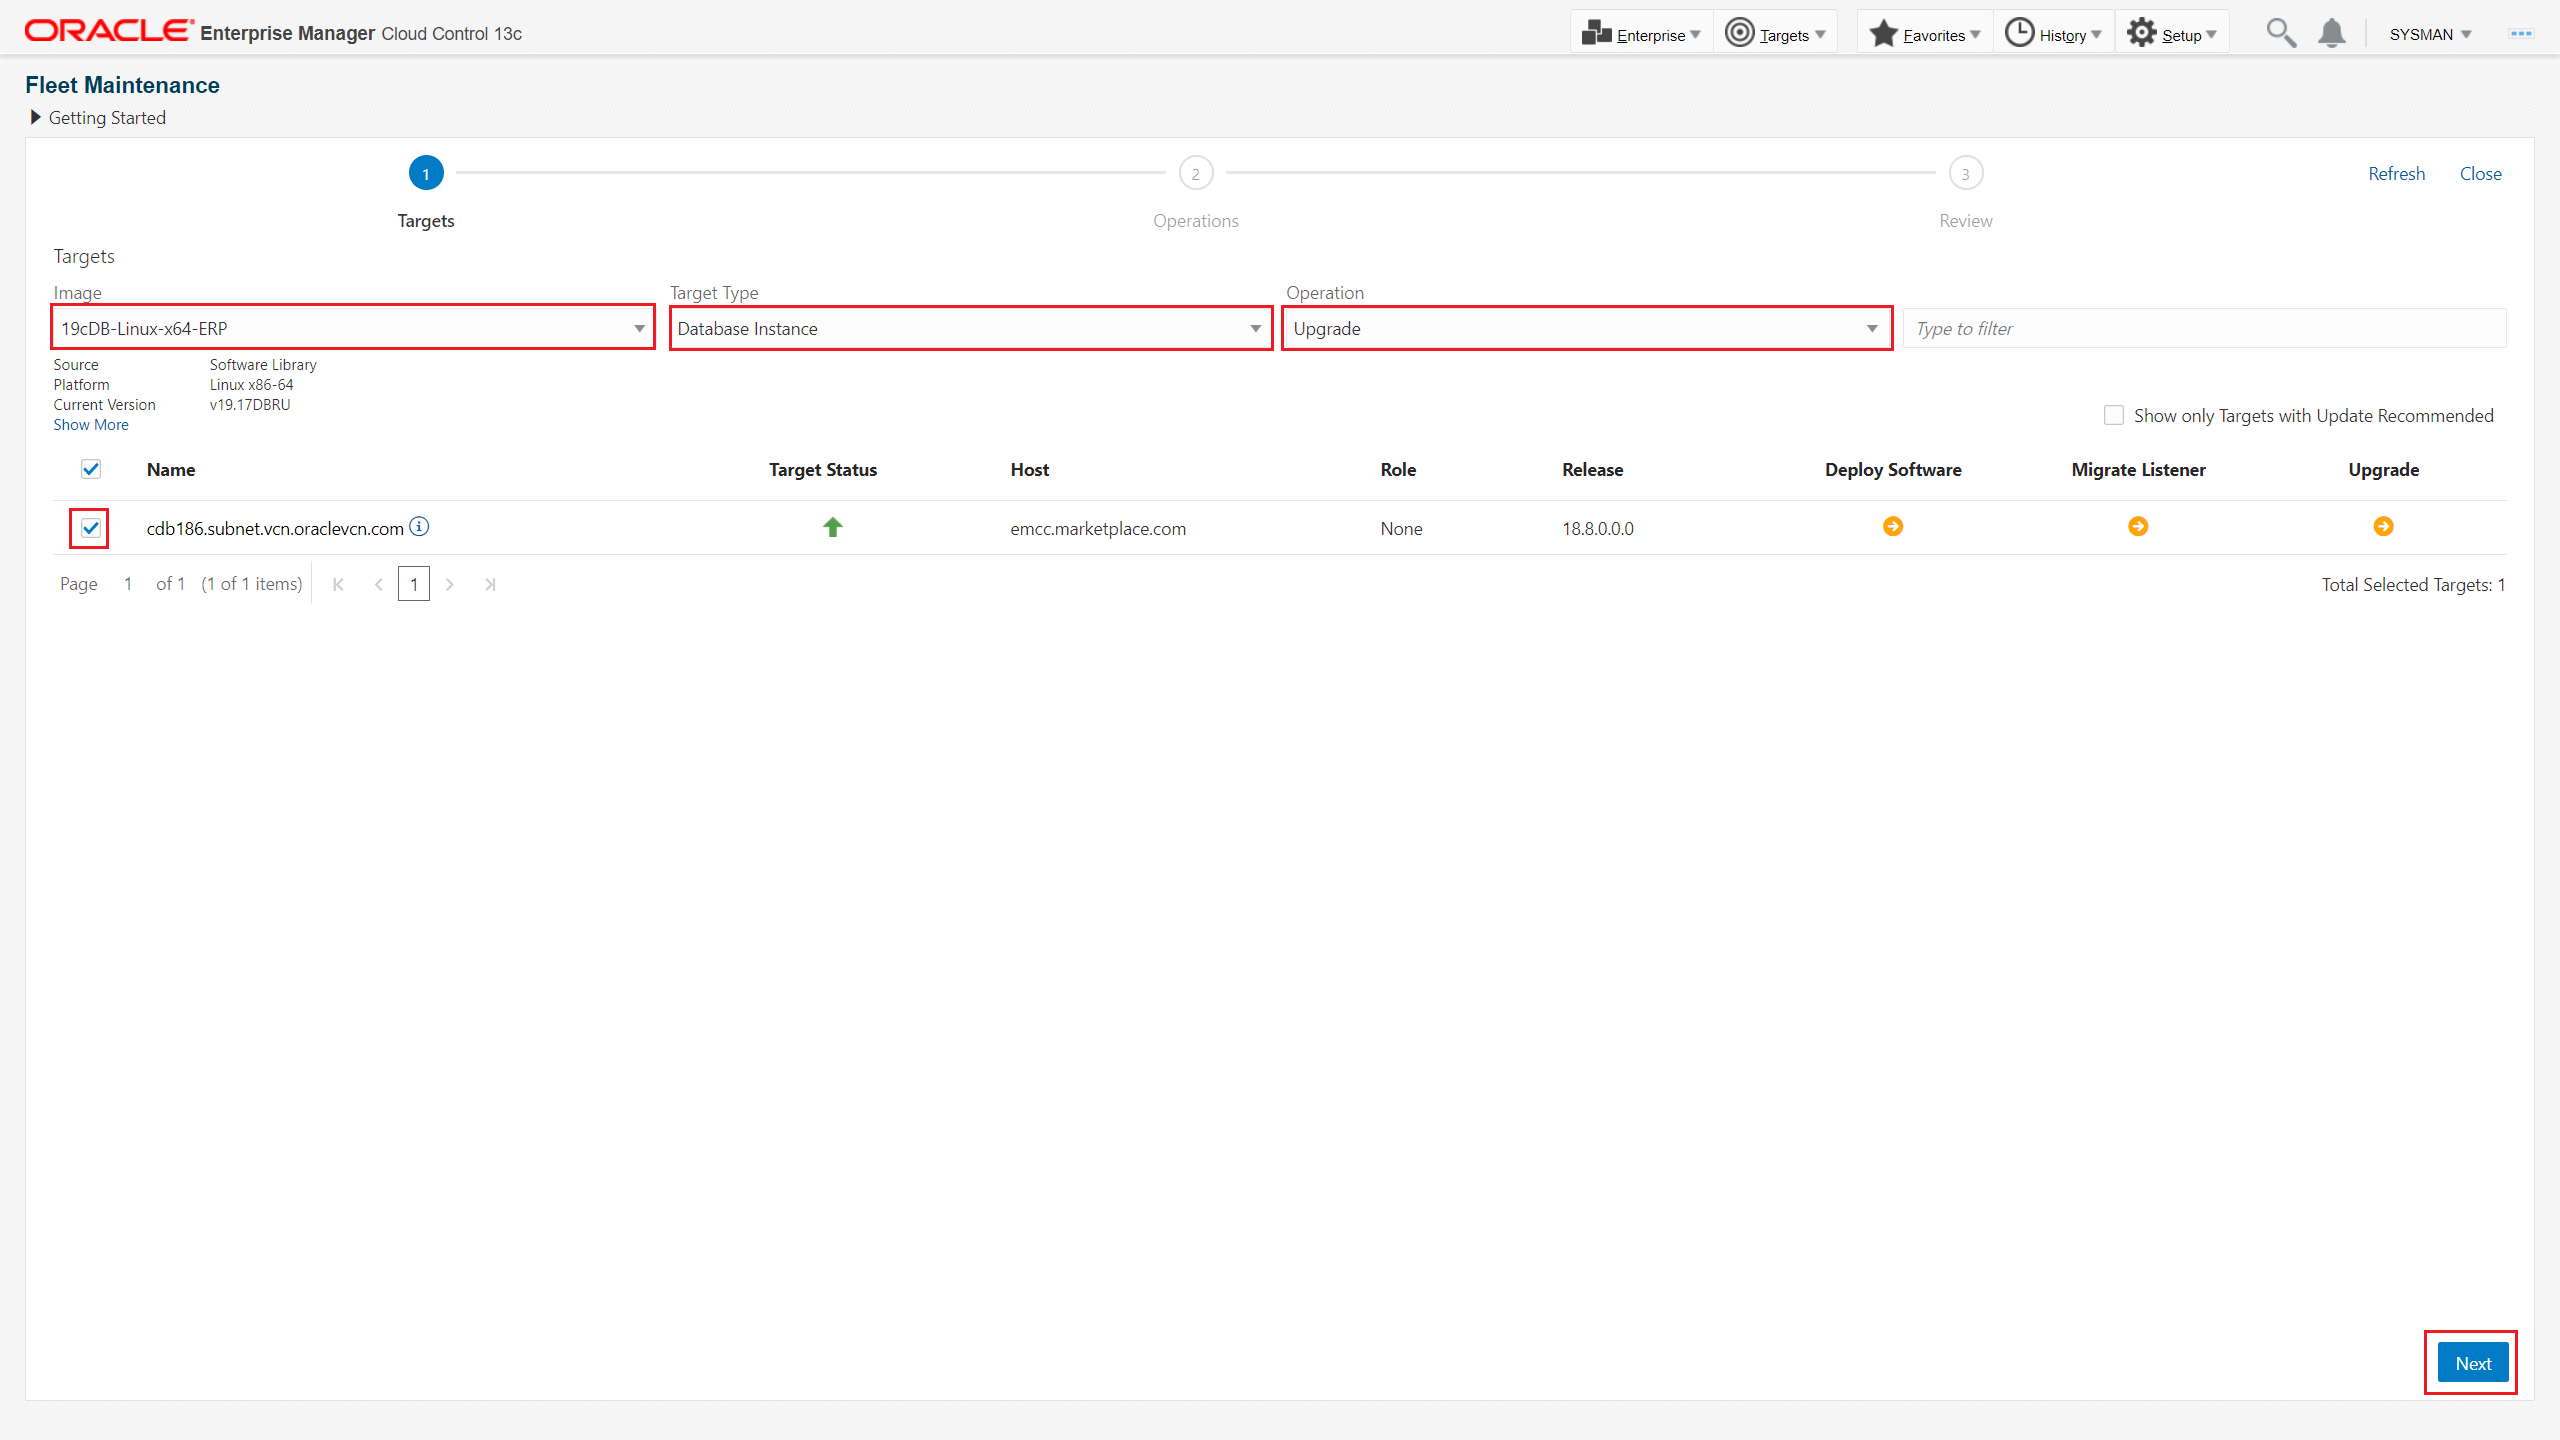 ORACLE Enterprise Manager Cloud Control 13c Enterprise Targets Favorites History Setup SYSMAN
Fleet Maintenance
Getting Started
1 2 3 Refresh Close
Targets Operations Review
Targets
Image Target Type Operation
19cDB-Linux-x64-ERP Database Instance Upgrade Type to filter
Source Software Library
Platform Linux x86-64
Current Version v19.17DBRU
Show More
Show only Targets with Update Recommended
Name Target Status Host Role Release Deploy Software Migrate Listener Upgrade
cdb186.subnet.vcn.oraclevcn.com emcc.marketplace.com None 18.8.0.0.0
Page 1 of 1 (1 of 1 items) 1 Total Selected Targets: 1
Next